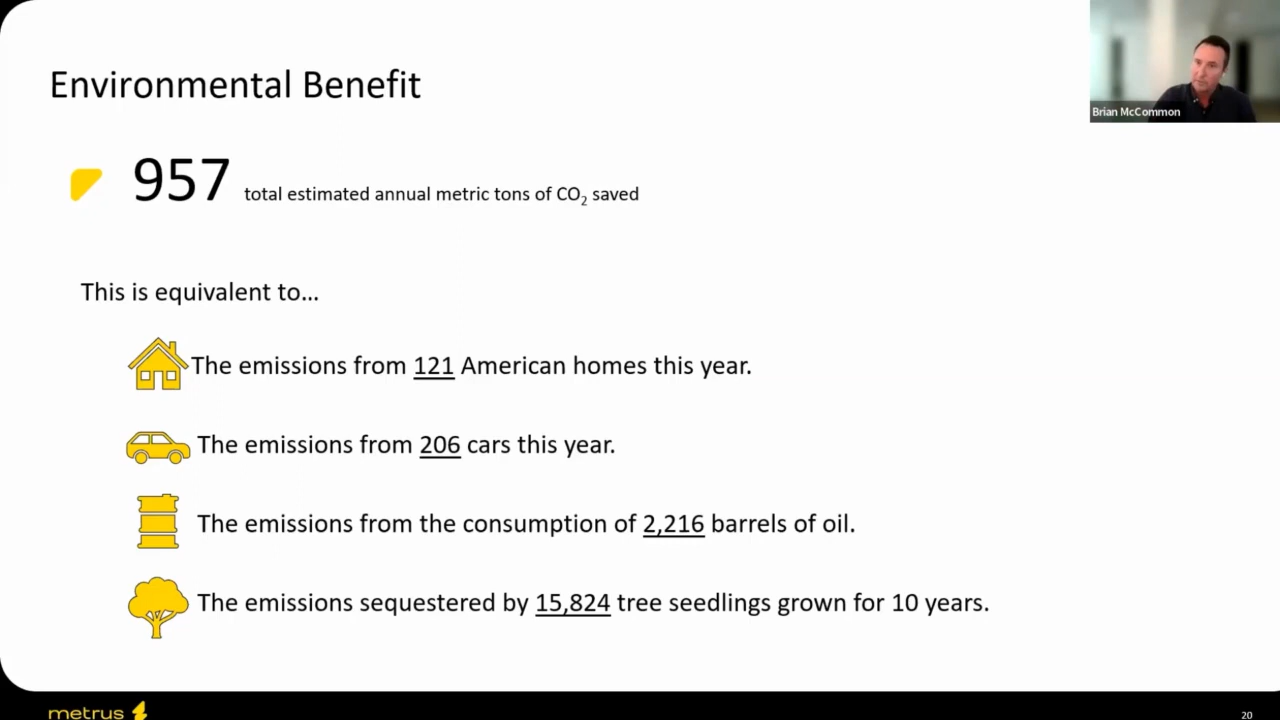 Environmental Benefit
Brian McCommon
957 total estimated annual metric tons of CO₂ saved
This is equivalent to...
The emissions from 121 American homes this year.
The emissions from 206 cars this year.
The emissions from the consumption of 2,216 barrels of oil.
The emissions sequestered by 15,824 tree seedlings grown for 10 years.
metrus
20